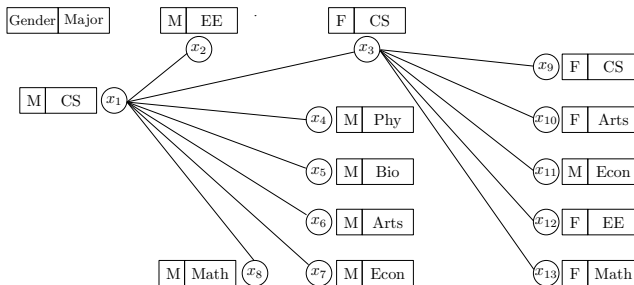 Gender Major M EE F CS
x2 x3
x9 F CS
M CS x1
x4 M Phy x10 F Arts
x5 M Bio x11 M Econ
x6 M Arts x12 F EE
M Math x8 x7 M Econ x13 F Math